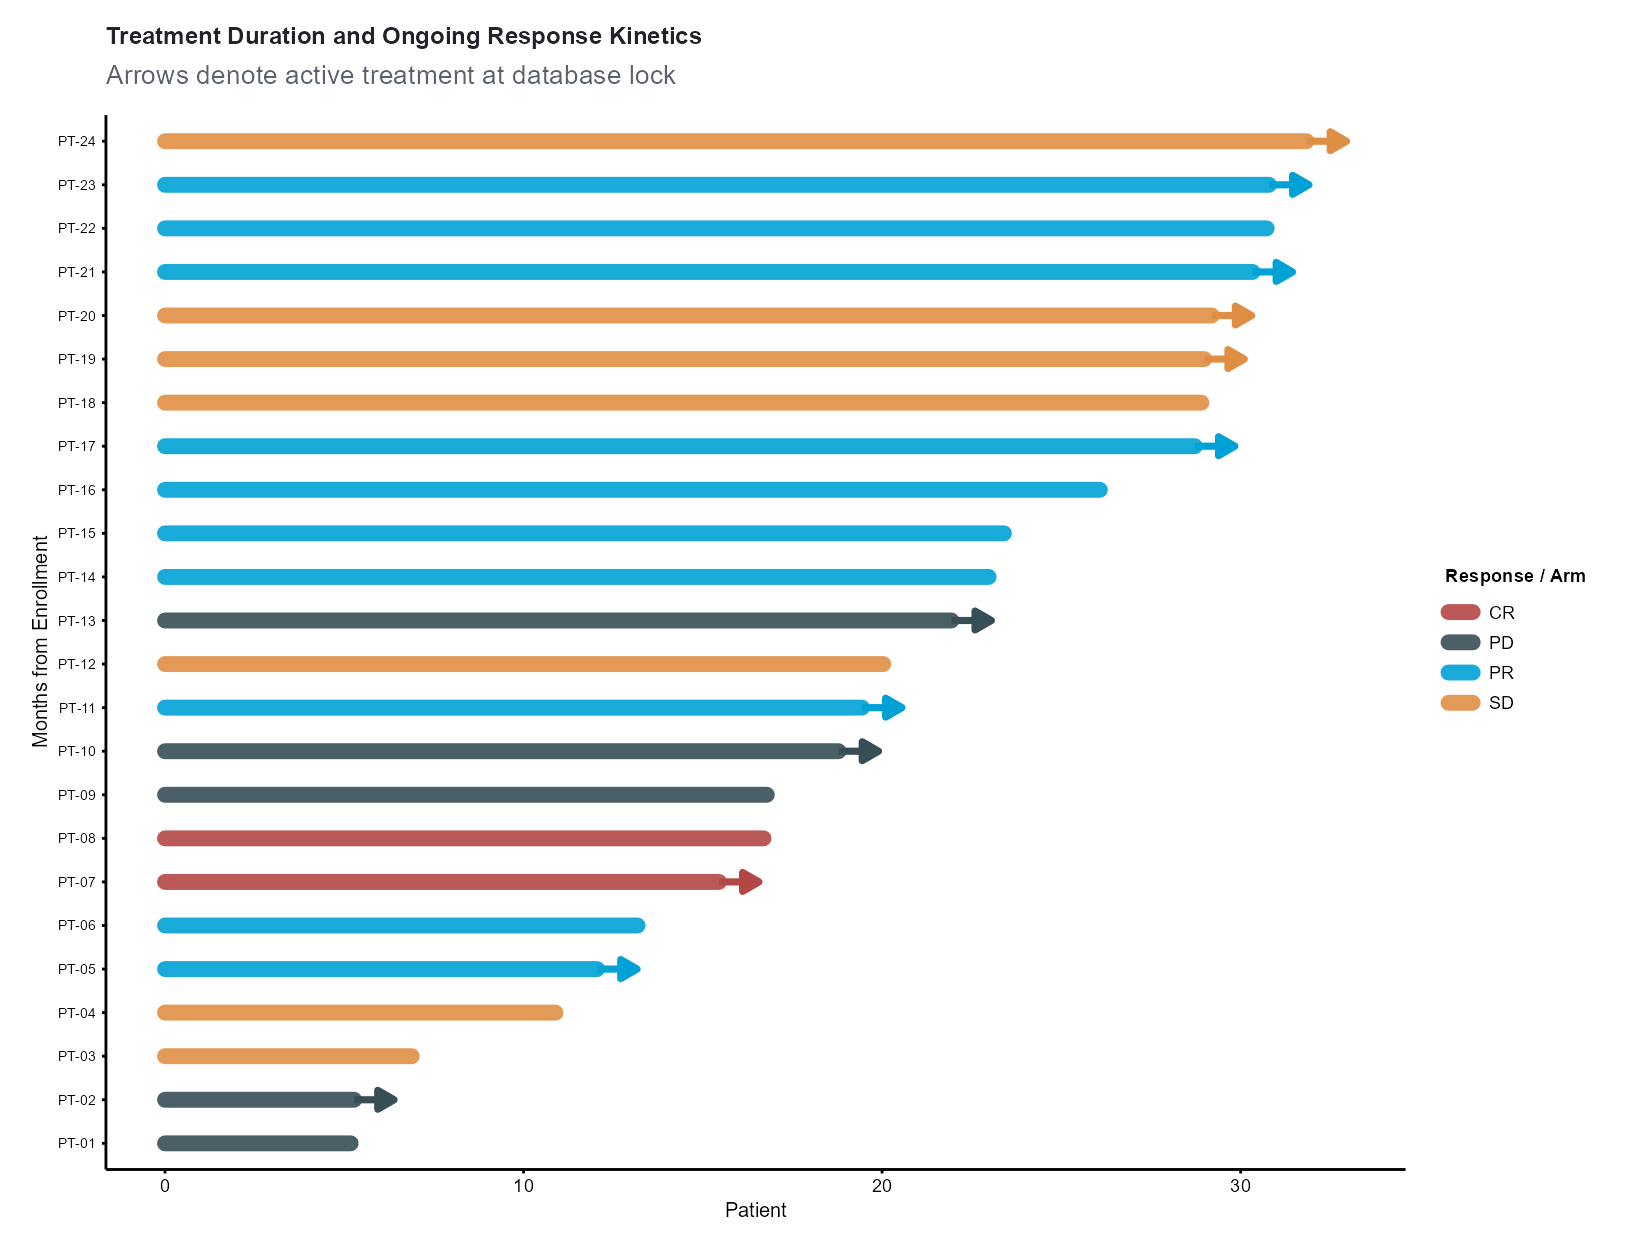 Treatment Duration and Ongoing Response Kinetics
Arrows denote active treatment at database lock
Months from Enrollment
PT-24
PT-23
PT-22
PT-21
PT-20
PT-19
PT-18
PT-17
PT-16
PT-15
PT-14
PT-13
PT-12
PT-11
PT-10
PT-09
PT-08
PT-07
PT-06
PT-05
PT-04
PT-03
PT-02
PT-01
0 10 20 30
Patient
Response / Arm
CR
PD
PR
SD